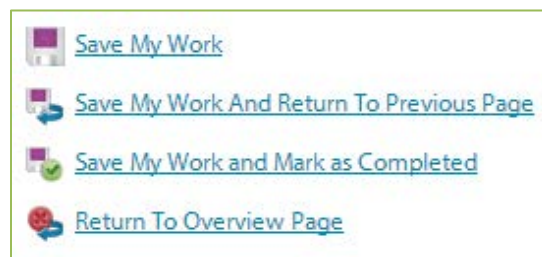 Save My Work
Save My Work And Return To Previous Page
Save My Work and Mark as Completed
Return To Overview Page